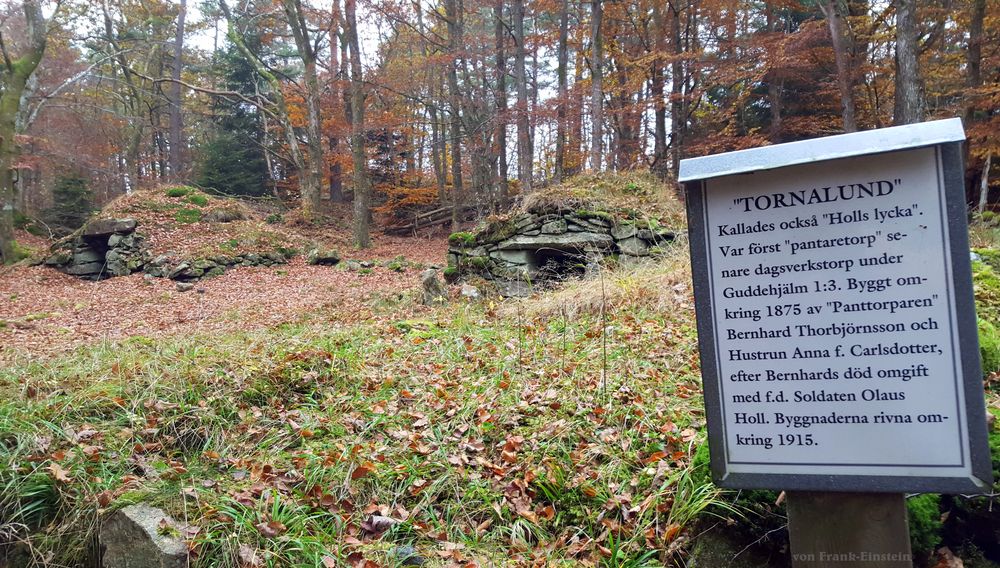 "TORNALUND"
Kallades också "Holls lycka".
Var först "pantaretorp" se-
nare dagsverkstorp under
Guddehjälm 1:3. Byggt om-
kring 1875 av "Panttorparen"
Bernhard Thorbjörnsson och
Hustrun Anna f. Carlsdotter,
efter Bernhards död omgift
med f.d. Soldaten Olaus
Holl. Byggnaderna rivna om-
kring 1915.
von Frank-Einstein